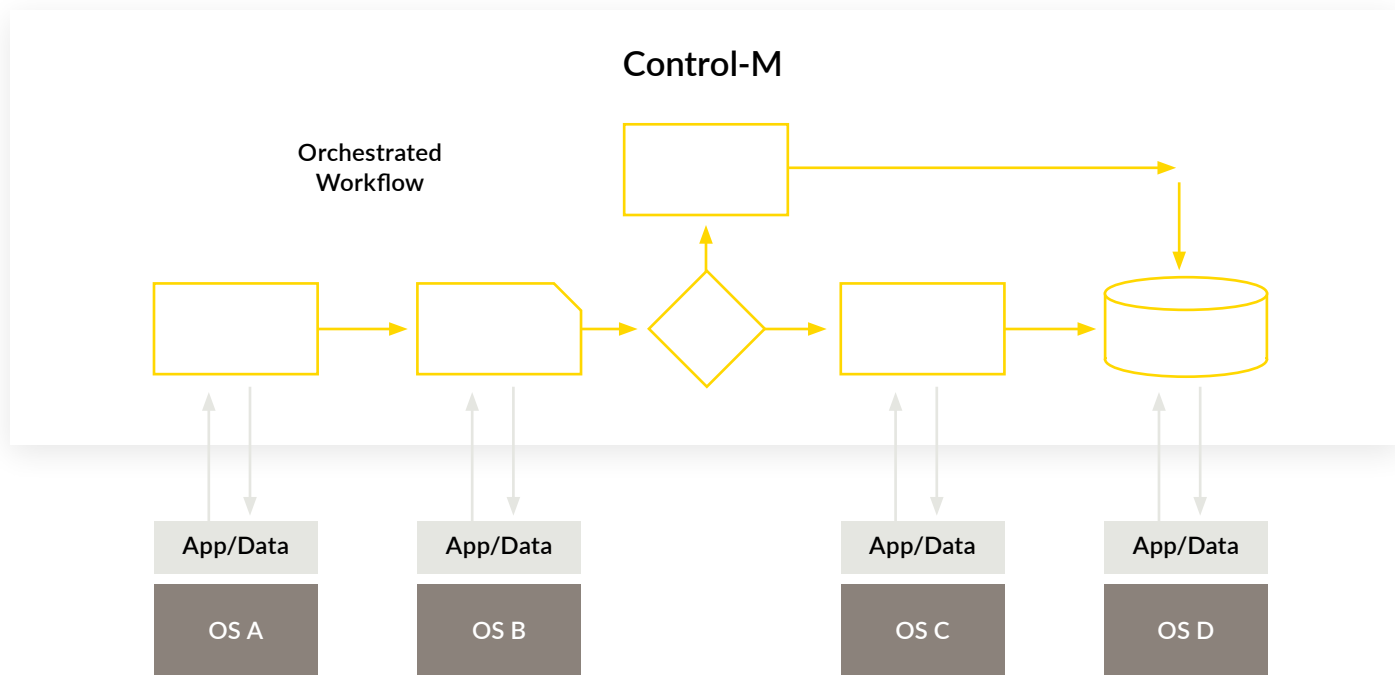 Control-M
Orchestrated
Workflow
App/Data
App/Data
App/Data
App/Data
OS A
OS B
OS C
OS D